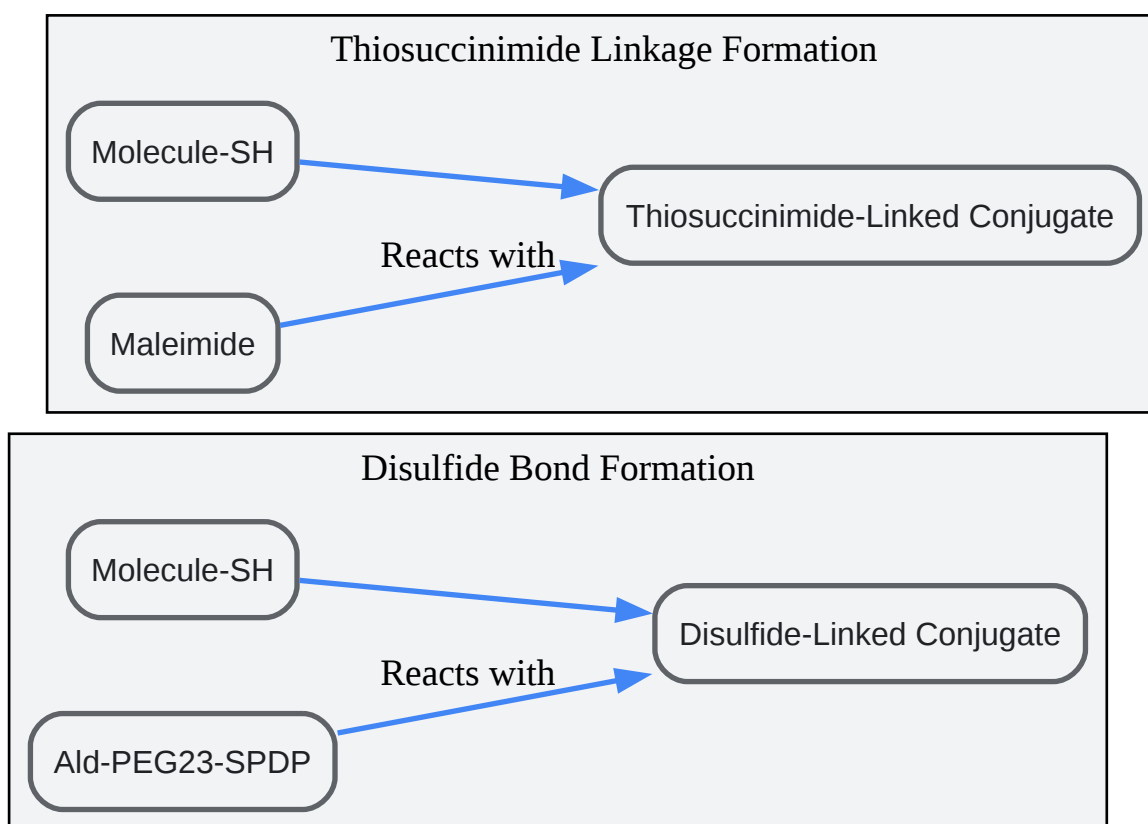 Thiosuccinimide Linkage Formation
Molecule-SH
Thiosuccinimide-Linked Conjugate
Reacts with
Maleimide
Disulfide Bond Formation
Molecule-SH
Disulfide-Linked Conjugate
Reacts with
Ald-PEG23-SPDP